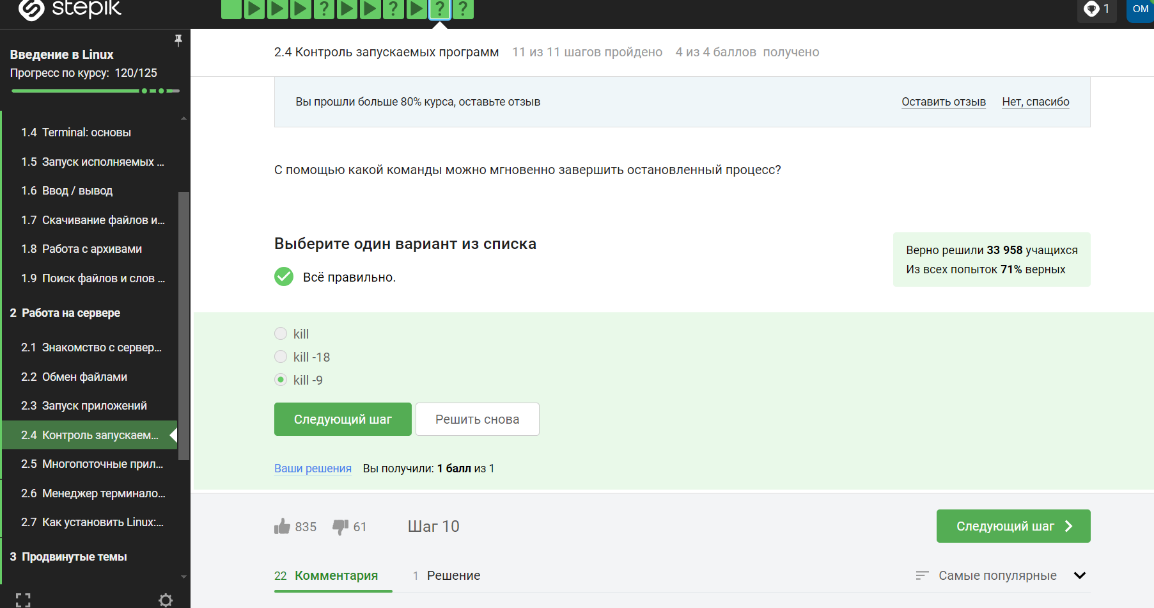 stepik
1
OM
Введение в Linux
Прогресс по курсу: 120/125
1.4 Terminal: основы
1.5 Запуск исполняемых ...
1.6 Ввод / вывод
1.7 Скачивание файлов и...
1.8 Работа с архивами
1.9 Поиск файлов и слов ...
2 Работа на сервере
2.1 Знакомство с сервер...
2.2 Обмен файлами
2.3 Запуск приложений
2.4 Контроль запускаем...
2.5 Многопоточные прил...
2.6 Менеджер терминало...
2.7 Как установить Linux:...
3 Продвинутые темы
2.4 Контроль запускаемых программ 11 из 11 шагов пройдено 4 из 4 баллов получено
Вы прошли больше 80% курса, оставьте отзыв
Оставить отзыв Нет, спасибо
С помощью какой команды можно мгновенно завершить остановленный процесс?
Выберите один вариант из списка
Всё правильно.
Верно решили 33 958 учащихся
Из всех попыток 71% верных
kill
kill -18
kill -9
Следующий шаг Решить снова
Ваши решения Вы получили: 1 балл из 1
835 61 Шаг 10
Следующий шаг
22 Комментария 1 Решение
Самые популярные